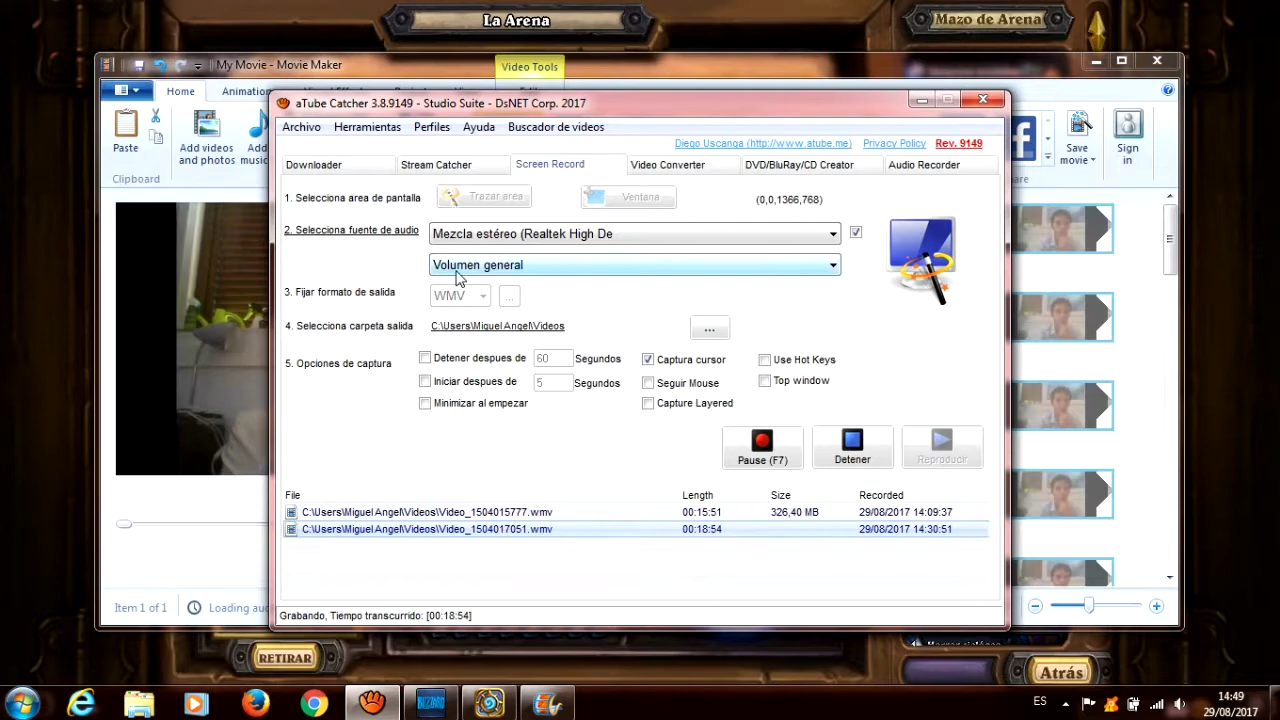 La Arena
Mazo de Arena
My Movie - Movie Maker
Video Tools
Home
Animation
Paste
Add videos
and photos
Add
music
Clipboard
Save
movie
Sign
in
aTube Catcher 3.8.9149 - Studio Suite - DsNET Corp. 2017
Archivo Herramientas Perfiles Ayuda Buscador de videos
Diego Uscanga (http://www.atube.me) Privacy Policy Rev. 9149
Downloader Stream Catcher Screen Record Video Converter DVD/BluRay/CD Creator Audio Recorder
1. Selecciona area de pantalla Trazar area Ventana (0,0,1366,768)
2. Selecciona fuente de audio Mezcla estéreo (Realtek High De
Volumen general
3. Fijar formato de salida WMV ...
4. Selecciona carpeta salida C:\Users\Miguel Angel\Videos ...
5. Opciones de captura Detener despues de 60 Segundos Captura cursor Use Hot Keys
Iniciar despues de 5 Segundos Seguir Mouse Top window
Minimizar al empezar Capture Layered
Pause (F7) Detener Reproducir
File Length Size Recorded
C:\Users\Miguel Angel\Videos\Video_1504015777.wmv 00:15:51 326,40 MB 29/08/2017 14:09:37
C:\Users\Miguel Angel\Videos\Video_1504017051.wmv 00:18:54 29/08/2017 14:30:51
Item 1 of 1
Grabando, Tiempo transcurrido: [00:18:54]
RETIRAR
Atrás
ES
14:49
29/08/2017